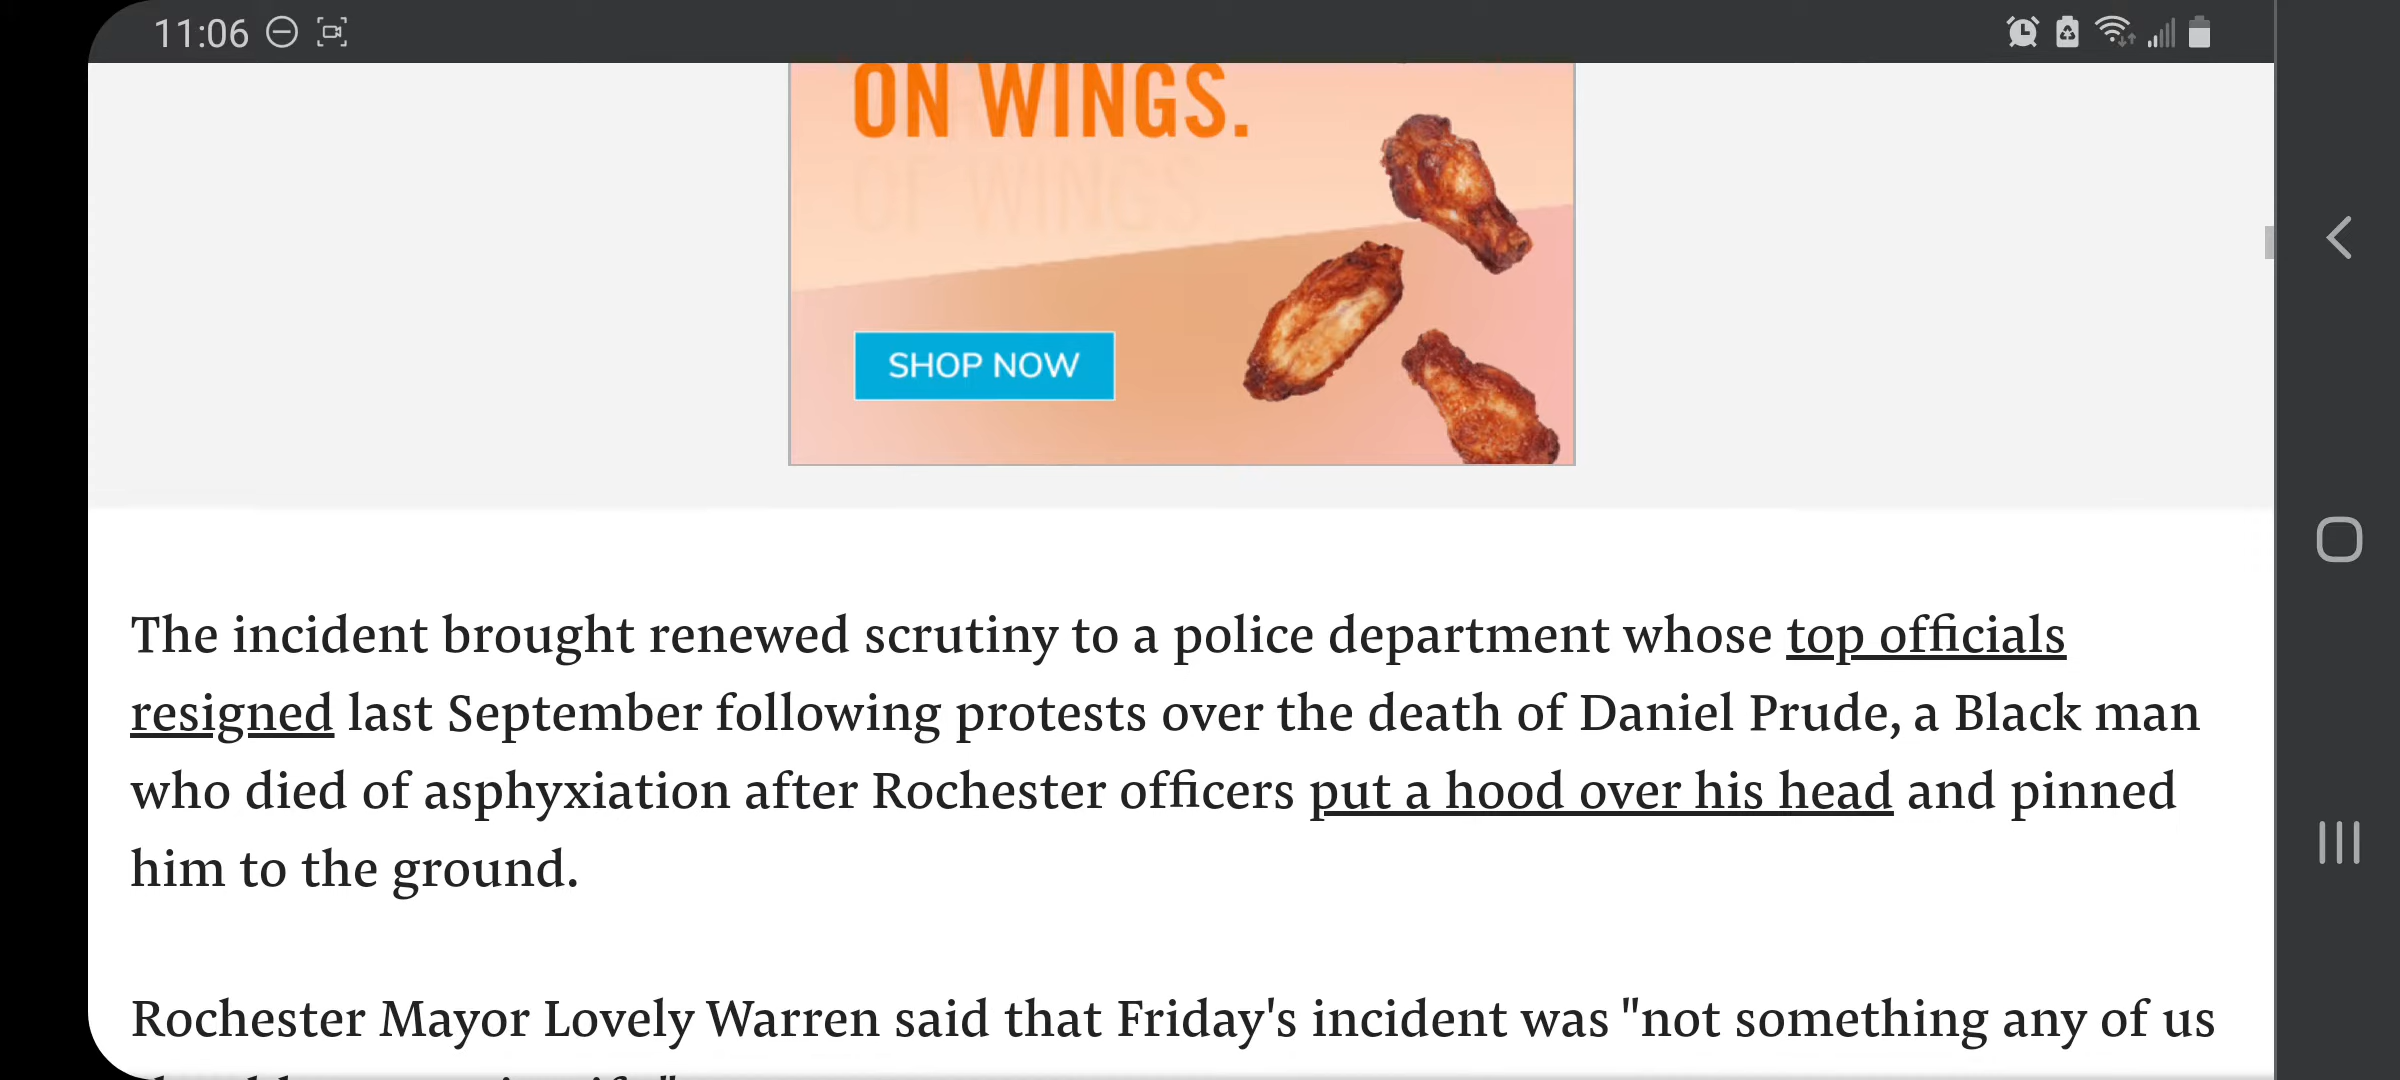 11:06
ON WINGS.
OF WINGS
SHOP NOW
The incident brought renewed scrutiny to a police department whose top officials
resigned last September following protests over the death of Daniel Prude, a Black man
who died of asphyxiation after Rochester officers put a hood over his head and pinned
him to the ground.
Rochester Mayor Lovely Warren said that Friday's incident was "not something any of us